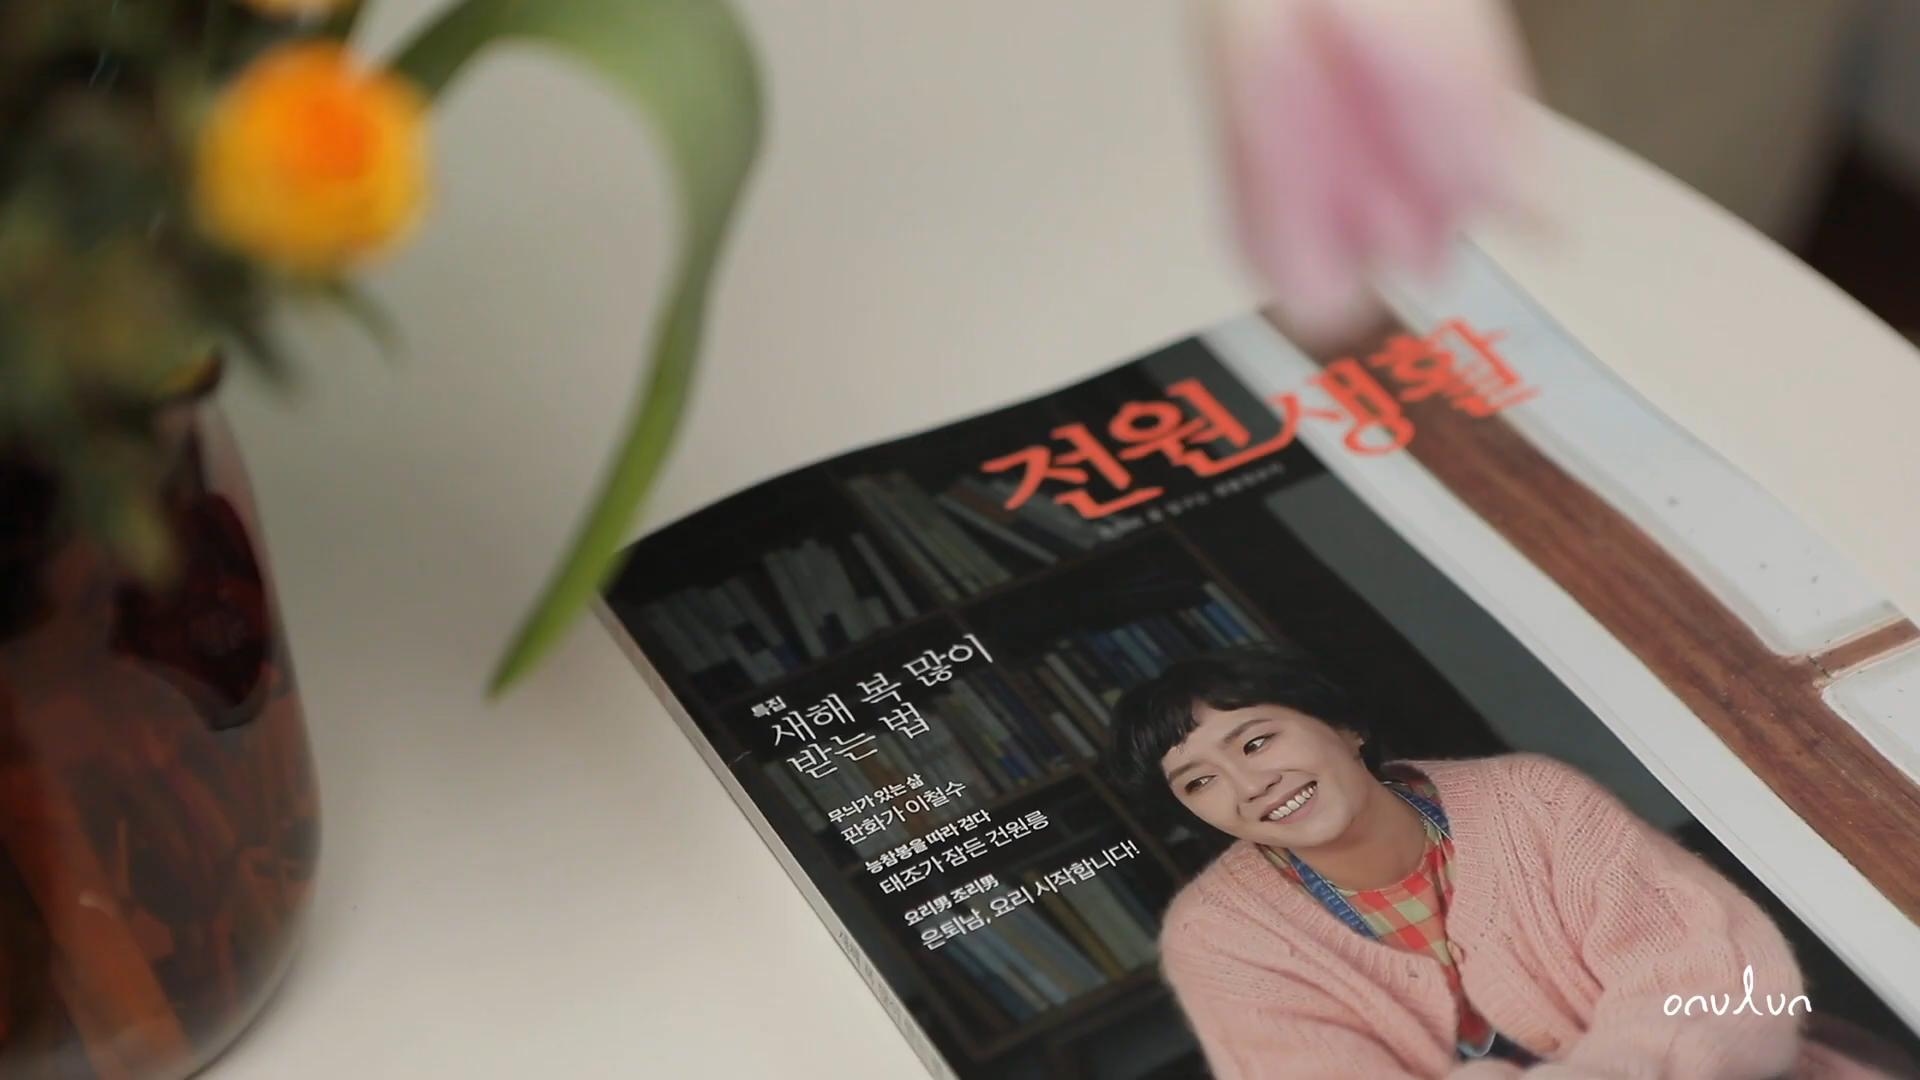 전원생활
특집
새해 복 많이
받는 법
무늬가 있는 삶
판화가 이철수
능참봉을 따라 걷다
태조가 잠든 건원릉
요리男 조리男
은퇴남, 요리 시작합니다!
onulun